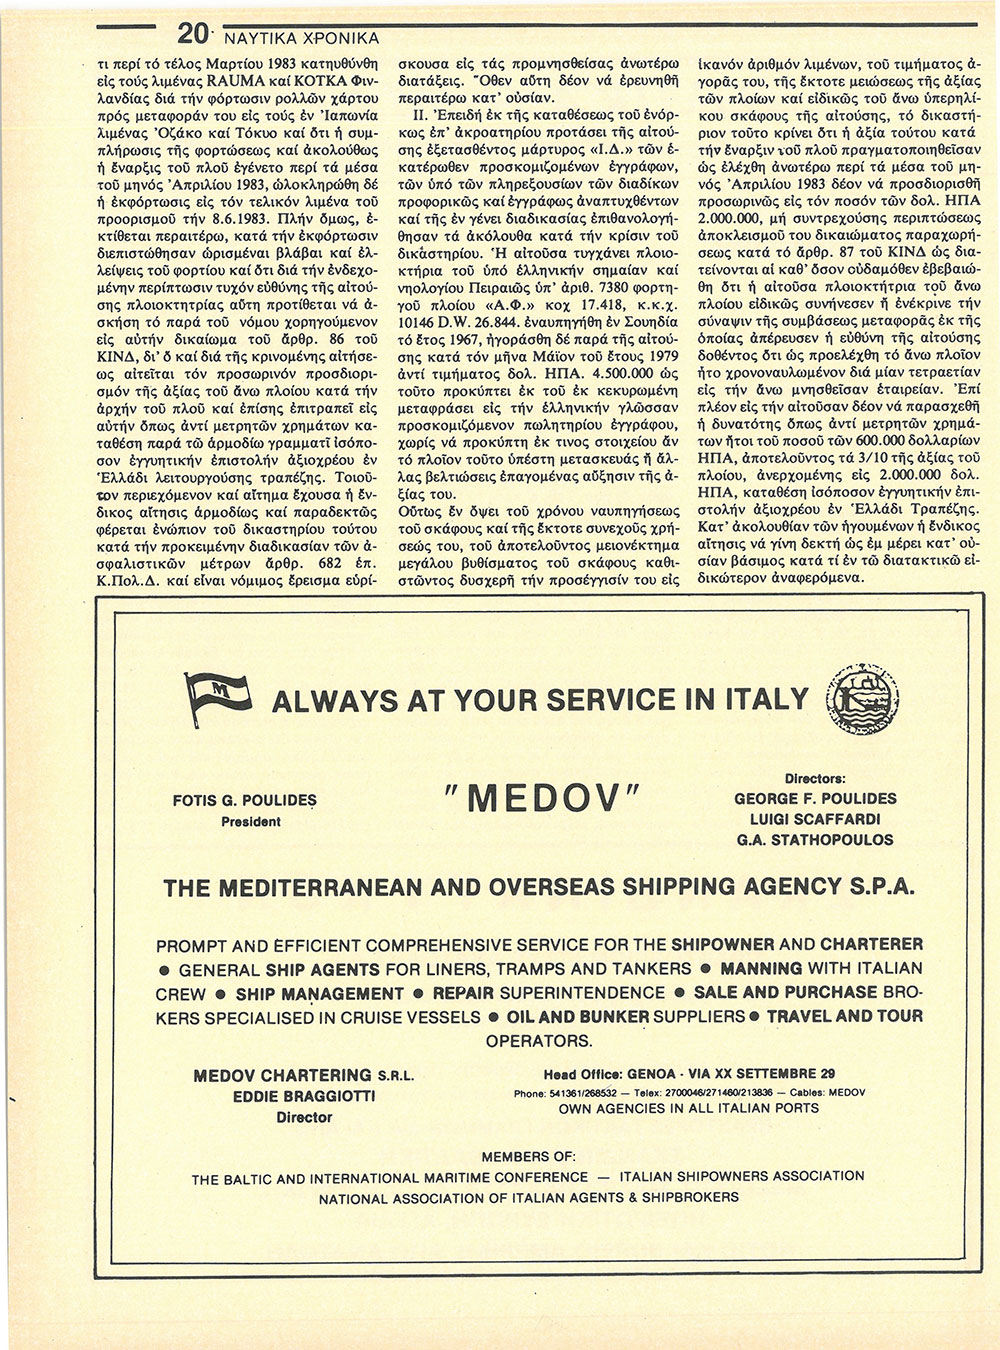 20 ΝΑΥΤΙΚΑ ΧΡΟΝΙΚΑ
τι περί τό τέλος Μαρτίου 1983 κατηυθύνθη
εἰς τούς λιμένας RAUMA καί ΚΟΤΚΑ Φιν-
λανδίας διά τήν φόρτωσιν ρολλῶν χάρτου
πρός μεταφοράν του εἰς τούς ἐν Ἰαπωνία
λιμένας Ὀζάκο καί Τόκυο καί ὅτι ἡ συμ-
πλήρωσις τῆς φορτώσεως καί ἀκολούθως
ἡ ἔναρξις τοῦ πλοῦ ἐγένετο περί τά μέσα
τοῦ μηνός Ἀπριλίου 1983, ὡλοκληρώθη δέ
ἡ ἐκφόρτωσις εἰς τόν τελικόν λιμένα τοῦ
προορισμοῦ τήν 8.6.1983. Πλήν ὅμως, ἐ-
κτίθεται περαιτέρω, κατά τήν ἐκφόρτωσιν
διεπιστώθησαν ὡρισμέναι βλάβαι καί ἐλ-
λείψεις τοῦ φορτίου καί ὅτι διά τήν ἐνδεχο-
μένην περίπτωσιν τυχόν εὐθύνης τῆς αἰτού-
σης πλοιοκτητρίας αὕτη προτίθεται νά ἀ-
σκήση τό παρά τοῦ νόμου χορηγούμενον
εἰς αὐτήν δικαίωμα τοῦ ἄρθρ. 86 τοῦ
ΚΙΝΔ, δι' ὅ καί διά τῆς κρινομένης αἰτήσε-
ως αἰτεῖται τόν προσωρινόν προσδιορι-
σμόν τῆς ἀξίας τοῦ ἄνω πλοίου κατά τήν
ἀρχήν τοῦ πλοῦ καί ἐπίσης ἐπιτραπεῖ εἰς
αὐτήν ὅπως ἀντί μετρητῶν χρημάτων κα-
ταθέση παρά τῶ ἁρμοδίω γραμματῖ ἰσόπο-
σον ἐγγυητικήν ἐπιστολήν ἀξιοχρέου ἐν
Ἑλλάδι λειτουργούσης τραπέζης. Τοιοῦ-
τον περιεχόμενον καί αἴτημα ἔχουσα ἡ ἔν-
δικος αἴτησις ἁρμοδίως καί παραδεκτῶς
φέρεται ἐνώπιον τοῦ δικαστηρίου τούτου
κατά τήν προκειμένην διαδικασίαν τῶν ἀ-
σφαλιστικῶν μέτρων ἄρθρ. 682 ἐπ.
Κ.Πολ.Δ. καί εἶναι νόμιμος ἔρεισμα εὑρί-
σκουσα εἰς τάς προμνησθείσας ἀνωτέρω
διατάξεις. Ὅθεν αὕτη δέον νά ἐρευνηθῆ
περαιτέρω κατ' οὐσίαν.
ΙΙ. Ἐπειδή ἐκ τῆς καταθέσεως τοῦ ἐνόρ-
κως ἐπ' ἀκροατηρίου προτάσει τῆς αἰτού-
σης ἐξετασθέντος μάρτυρος «Ι.Δ.» τῶν ἑ-
κατέρωθεν προσκομιζομένων ἐγγράφων,
τῶν ὑπό τῶν πληρεξουσίων τῶν διαδίκων
προφορικῶς καί ἐγγράφως ἀναπτυχθέντων
καί τῆς ἐν γένει διαδικασίας ἐπιθανολογή-
θησαν τά ἀκόλουθα κατά τήν κρίσιν τοῦ
δικαστηρίου. Ἡ αἰτοῦσα τυγχάνει πλοιο-
κτήρια τοῦ ὑπό ἑλληνικήν σημαίαν καί
νηολογίου Πειραιῶς ὑπ' ἀριθ. 7380 φορτη-
γοῦ πλοίου «Α.Φ.» κοχ 17.418, κ.κ.χ.
10146 D.W. 26.844. ἐναυπηγήθη ἐν Σουηδία
τό ἔτος 1967, ἠγοράσθη δέ παρά τῆς αἰτού-
σης κατά τόν μῆνα Μάϊον τοῦ ἔτους 1979
ἀντί τιμήματος δολ. ΗΠΑ. 4.500.000 ὡς
τοῦτο προκύπτει ἐκ τοῦ ἐκ κεκυρωμένη
μεταφράσει εἰς τήν ἑλληνικήν γλῶσσαν
προσκομιζόμενον πωλητηρίου ἐγγράφου,
χωρίς νά προκύπτη ἐκ τινος στοιχείου ἄν
τό πλοῖον τοῦτο ὑπέστη μετασκευάς ἤ ἄλ-
λας βελτιώσεις ἐπαγομένας αὔξησιν τῆς ἀ-
ξίας του.
Οὕτως ἔν ὄψει τοῦ χρόνου ναυπηγήσεως
τοῦ σκάφους καί τῆς ἔκτοτε συνεχοῦς χρή-
σεώς του, τοῦ ἀποτελοῦντος μειονέκτημα
μεγάλου βυθίσματος τοῦ σκάφους καθι-
στῶντος δυσχερῆ τήν προσέγγισίν του εἰς
ἱκανόν ἀριθμόν λιμένων, τοῦ τιμήματος ἀ-
γορᾶς του, τῆς ἔκτοτε μειώσεως τῆς ἀξίας
τῶν πλοίων καί εἰδικῶς τοῦ ἄνω ὑπερηλί-
κου σκάφους τῆς αἰτούσης, τό δικαστή-
ριον τοῦτο κρίνει ὅτι ἡ ἀξία τούτου κατά
τήν ἔναρξιν τοῦ πλοῦ πραγματοποιηθεῖσαν
ὡς ἐλέχθη ἀνωτέρω περί τά μέσα τοῦ μη-
νός Ἀπριλίου 1983 δέον νά προσδιορισθῆ
προσωρινῶς εἰς τόν ποσόν τῶν δολ. ΗΠΑ
2.000.000, μή συντρεχούσης περιπτώσεως
ἀποκλεισμοῦ του δικαιώματος παραχωρή-
σεως κατά τό ἄρθρ. 87 τοῦ ΚΙΝΔ ὡς δια-
τείνονται αἱ καθ' ὅσον οὐδαμόθεν ἐβεβαιώ-
θη ὅτι ἡ αἰτοῦσα πλοιοκτήτρια τοῦ ἄνω
πλοίου εἰδικῶς συνήνεσεν ἤ ἐνέκρινε τήν
σύναψιν τῆς συμβάσεως μεταφορᾶς ἐκ τῆς
ὁποίας ἀπέρευσεν ἡ εὐθύνη τῆς αἰτούσης
δοθέντος ὅτι ὡς προελέχθη τό ἄνω πλοῖον
ἦτο χρονοναυλωμένον διά μίαν τετραετίαν
εἰς τήν ἄνω μνησθεῖσαν ἑταιρείαν. Ἐπί
πλέον εἰς τήν αἰτοῦσαν δέον νά παρασχεθῆ
ἡ δυνατότης ὅπως ἀντί μετρητῶν χρημά-
των ἤτοι τοῦ ποσοῦ τῶν 600.000 δολλαρίων
ΗΠΑ, ἀποτελοῦντος τά 3/10 τῆς ἀξίας τοῦ
πλοίου, ἀνερχομένης εἰς 2.000.000 δολ.
ΗΠΑ, καταθέση ἰσόποσον ἐγγυητικήν ἐπι-
στολήν ἀξιοχρέου ἐν Ἑλλάδι Τραπέζης.
Κατ' ἀκολουθίαν τῶν ἡγουμένων ἡ ἔνδικος
αἴτησις νά γίνη δεκτή ὡς ἐμ μέρει κατ' οὐ-
σίαν βάσιμος κατά τί ἐν τῶ διατακτικῶ εἰ-
δικώτερον ἀναφερόμενα.
M
ALWAYS AT YOUR SERVICE IN ITALY
FOTIS G. POULIDES
President
"MEDOV"
Directors:
GEORGE F. POULIDES
LUIGI SCAFFARDI
G.A. STATHOPOULOS
THE MEDITERRANEAN AND OVERSEAS SHIPPING AGENCY S.P.A.
PROMPT AND EFFICIENT COMPREHENSIVE SERVICE FOR THE SHIPOWNER AND CHARTERER
● GENERAL SHIP AGENTS FOR LINERS, TRAMPS AND TANKERS ● MANNING WITH ITALIAN
CREW ● SHIP MANAGEMENT ● REPAIR SUPERINTENDENCE ● SALE AND PURCHASE BRO-
KERS SPECIALISED IN CRUISE VESSELS ● OIL AND BUNKER SUPPLIERS ● TRAVEL AND TOUR
OPERATORS.
MEDOV CHARTERING S.R.L.
EDDIE BRAGGIOTTI
Director
Head Office: GENOA - VIA XX SETTEMBRE 29
Phone: 541361/268532 — Telex: 2700046/271460/213836 — Cables: MEDOV
OWN AGENCIES IN ALL ITALIAN PORTS
MEMBERS OF:
THE BALTIC AND INTERNATIONAL MARITIME CONFERENCE — ITALIAN SHIPOWNERS ASSOCIATION
NATIONAL ASSOCIATION OF ITALIAN AGENTS & SHIPBROKERS